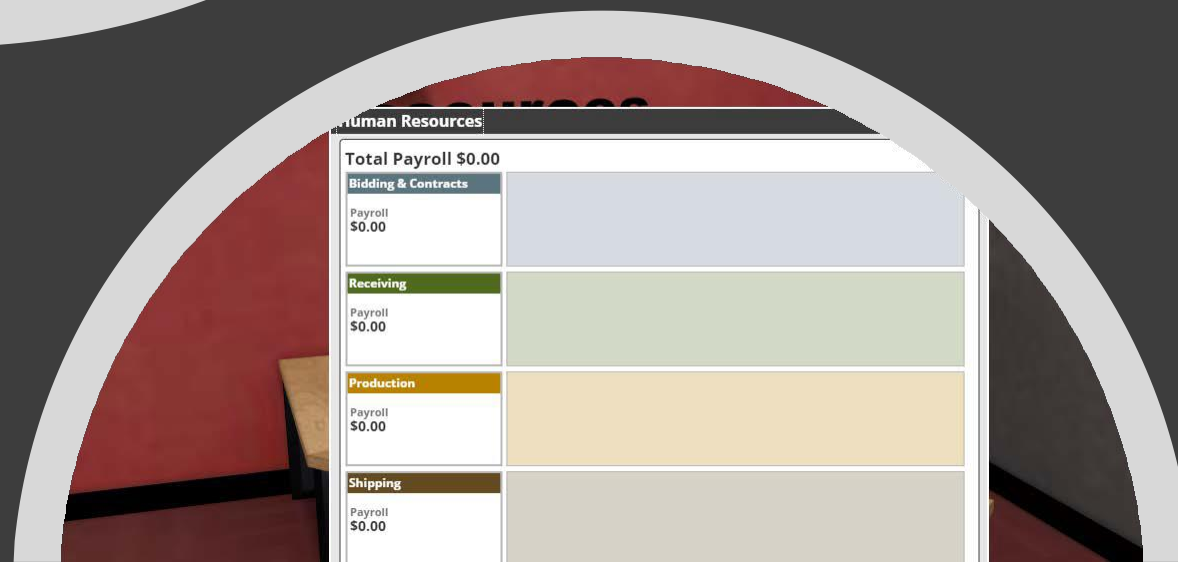 Human Resources
Total Payroll $0.00
Bidding & Contracts
Payroll
$0.00
Receiving
Payroll
$0.00
Production
Payroll
$0.00
Shipping
Payroll
$0.00